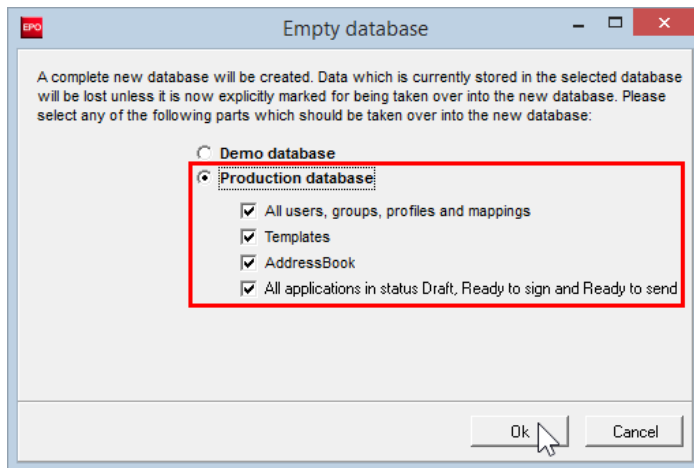 EPO
Empty database
A complete new database will be created. Data which is currently stored in the selected database
will be lost unless it is now explicitly marked for being taken over into the new database. Please
select any of the following parts which should be taken over into the new database:
Demo database
Production database
All users, groups, profiles and mappings
Templates
AddressBook
All applications in status Draft, Ready to sign and Ready to send
Ok
Cancel